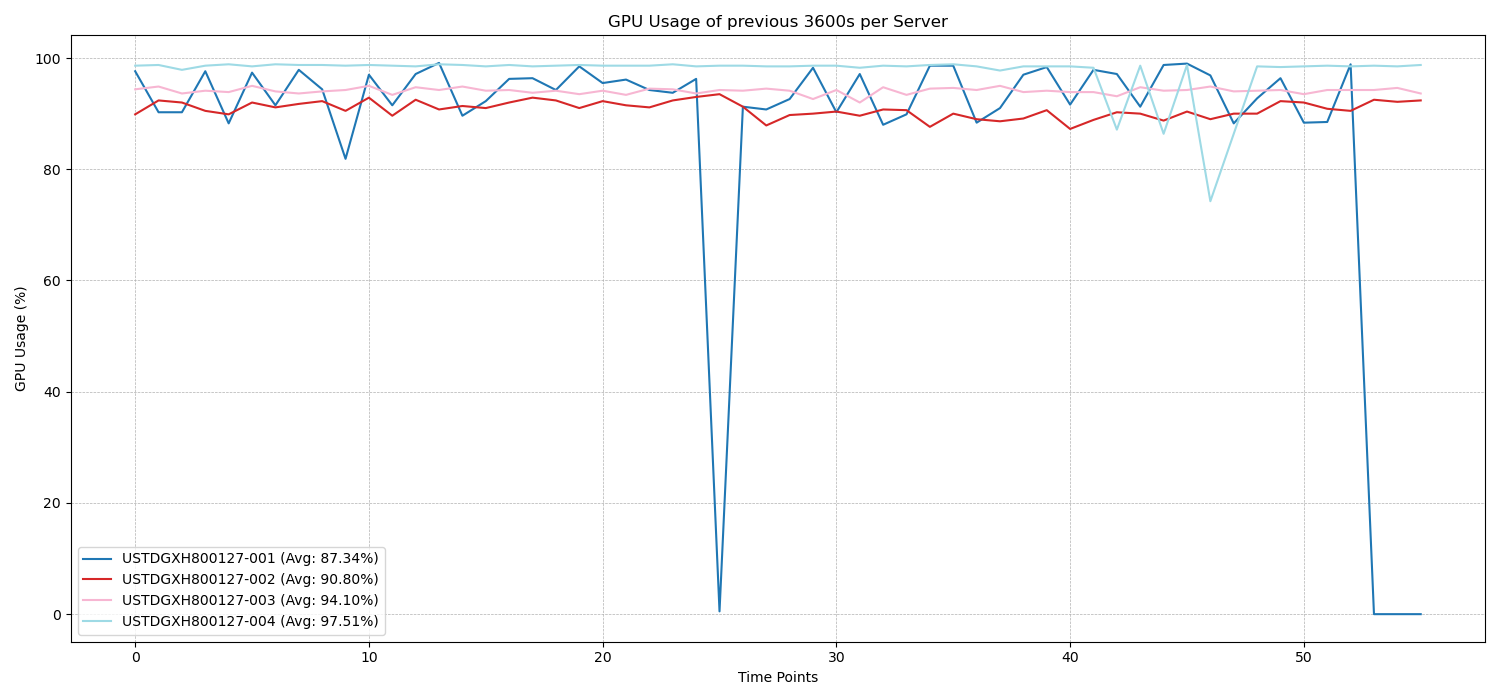 GPU Usage of previous 3600s per Server
100
80
60
40
20
0
GPU Usage (%)
USTDGXH800127-001 (Avg: 87.34%)
USTDGXH800127-002 (Avg: 90.80%)
USTDGXH800127-003 (Avg: 94.10%)
USTDGXH800127-004 (Avg: 97.51%)
0 10 20 30 40 50
Time Points